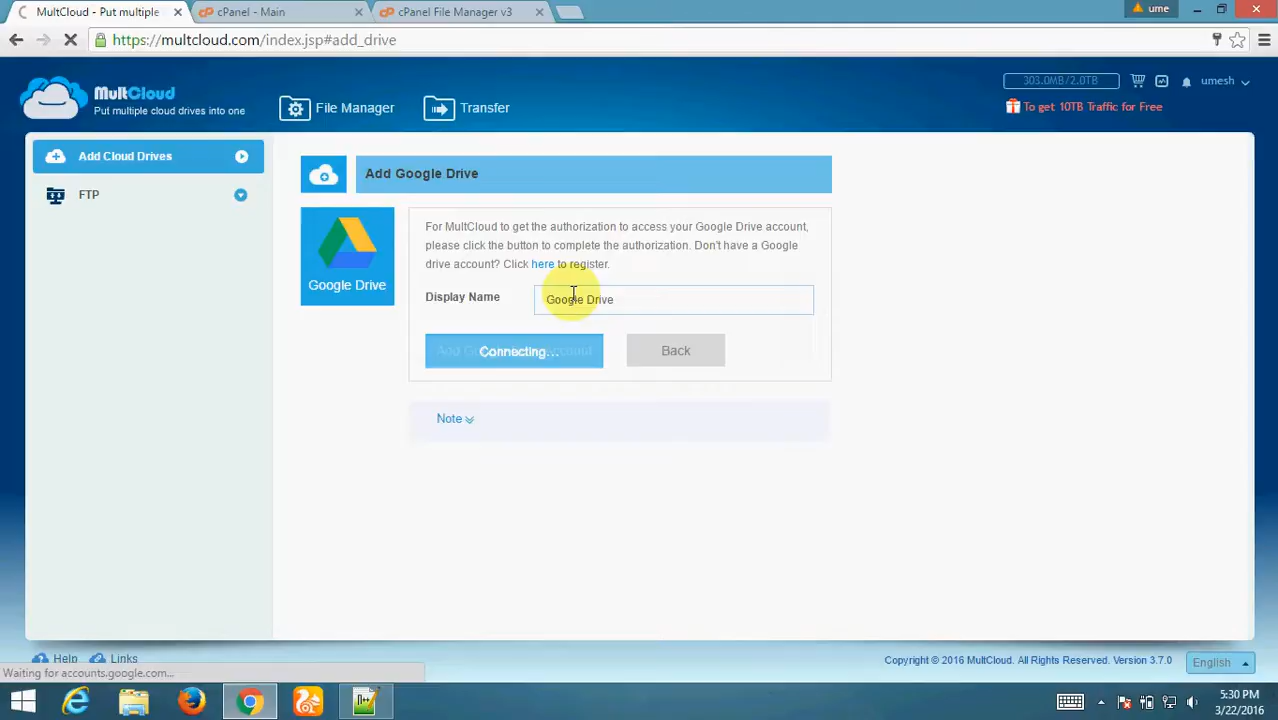 MultCloud - Put multiple
cPanel - Main
cPanel File Manager v3
ume
https://multcloud.com/index.jsp#add_drive
MultCloud
Put multiple cloud drives into one
File Manager
Transfer
303.0MB/2.0TB
umesh
To get 10TB Traffic for Free
Add Cloud Drives
FTP
Add Google Drive
Google Drive
For MultCloud to get the authorization to access your Google Drive account,
please click the button to complete the authorization. Don't have a Google
drive account? Click here to register.
Display Name
Google Drive
Connecting...
Back
Note
Help
Links
Copyright © 2016 MultCloud. All Rights Reserved. Version 3.7.0
English
Waiting for accounts.google.com...
5:30 PM
3/22/2016